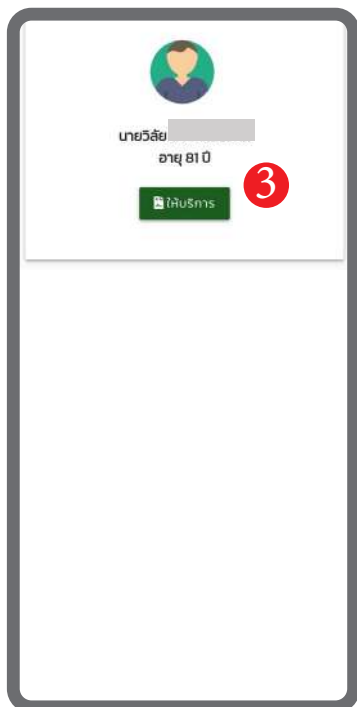 นายวิลัย
อายุ 81 ปี
ให้บริการ
3